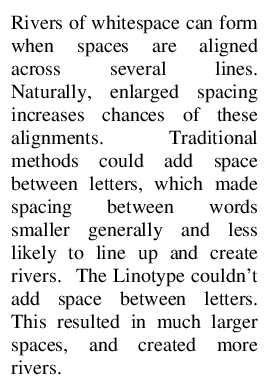 Rivers of whitespace can form
when spaces are aligned
across several lines.
Naturally, enlarged spacing
increases chances of these
alignments. Traditional
methods could add space
between letters, which made
spacing between words
smaller generally and less
likely to line up and create
rivers. The Linotype couldn't
add space between letters.
This resulted in much larger
spaces, and created more
rivers.